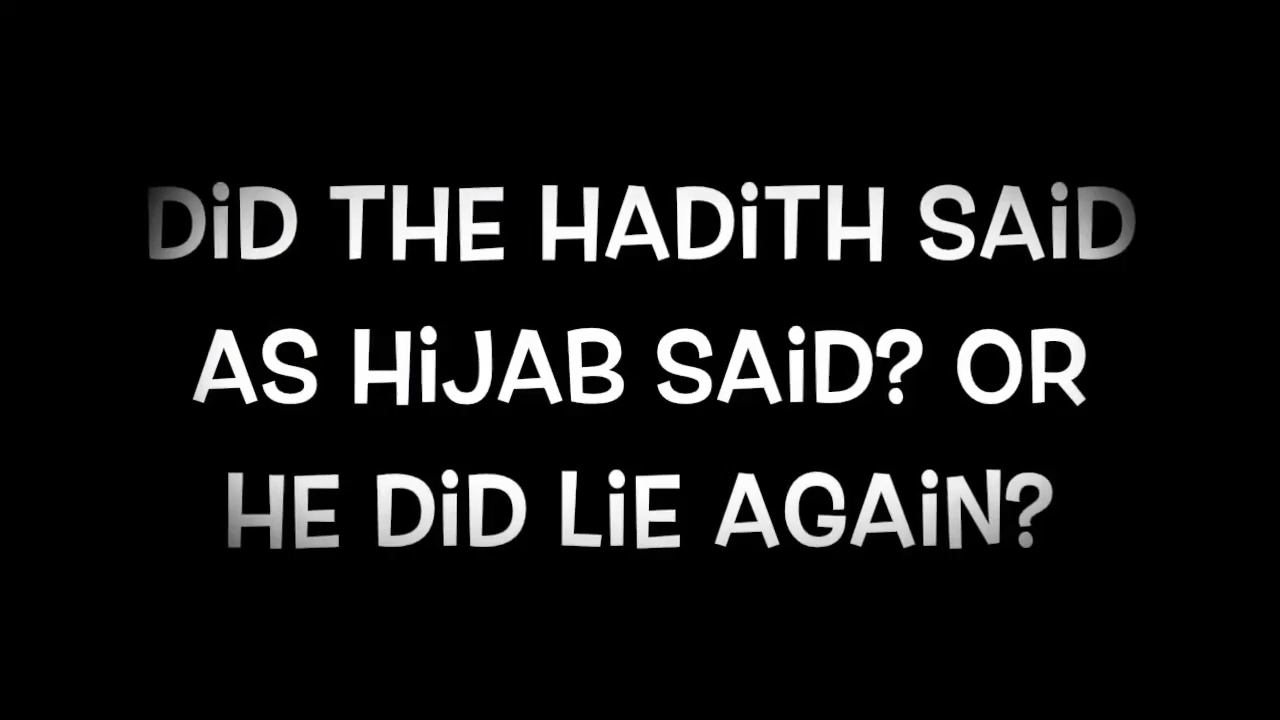 DiD THE HADiTH SAiD
AS HiJAB SAiD? OR
HE DiD LiE AGAiN?